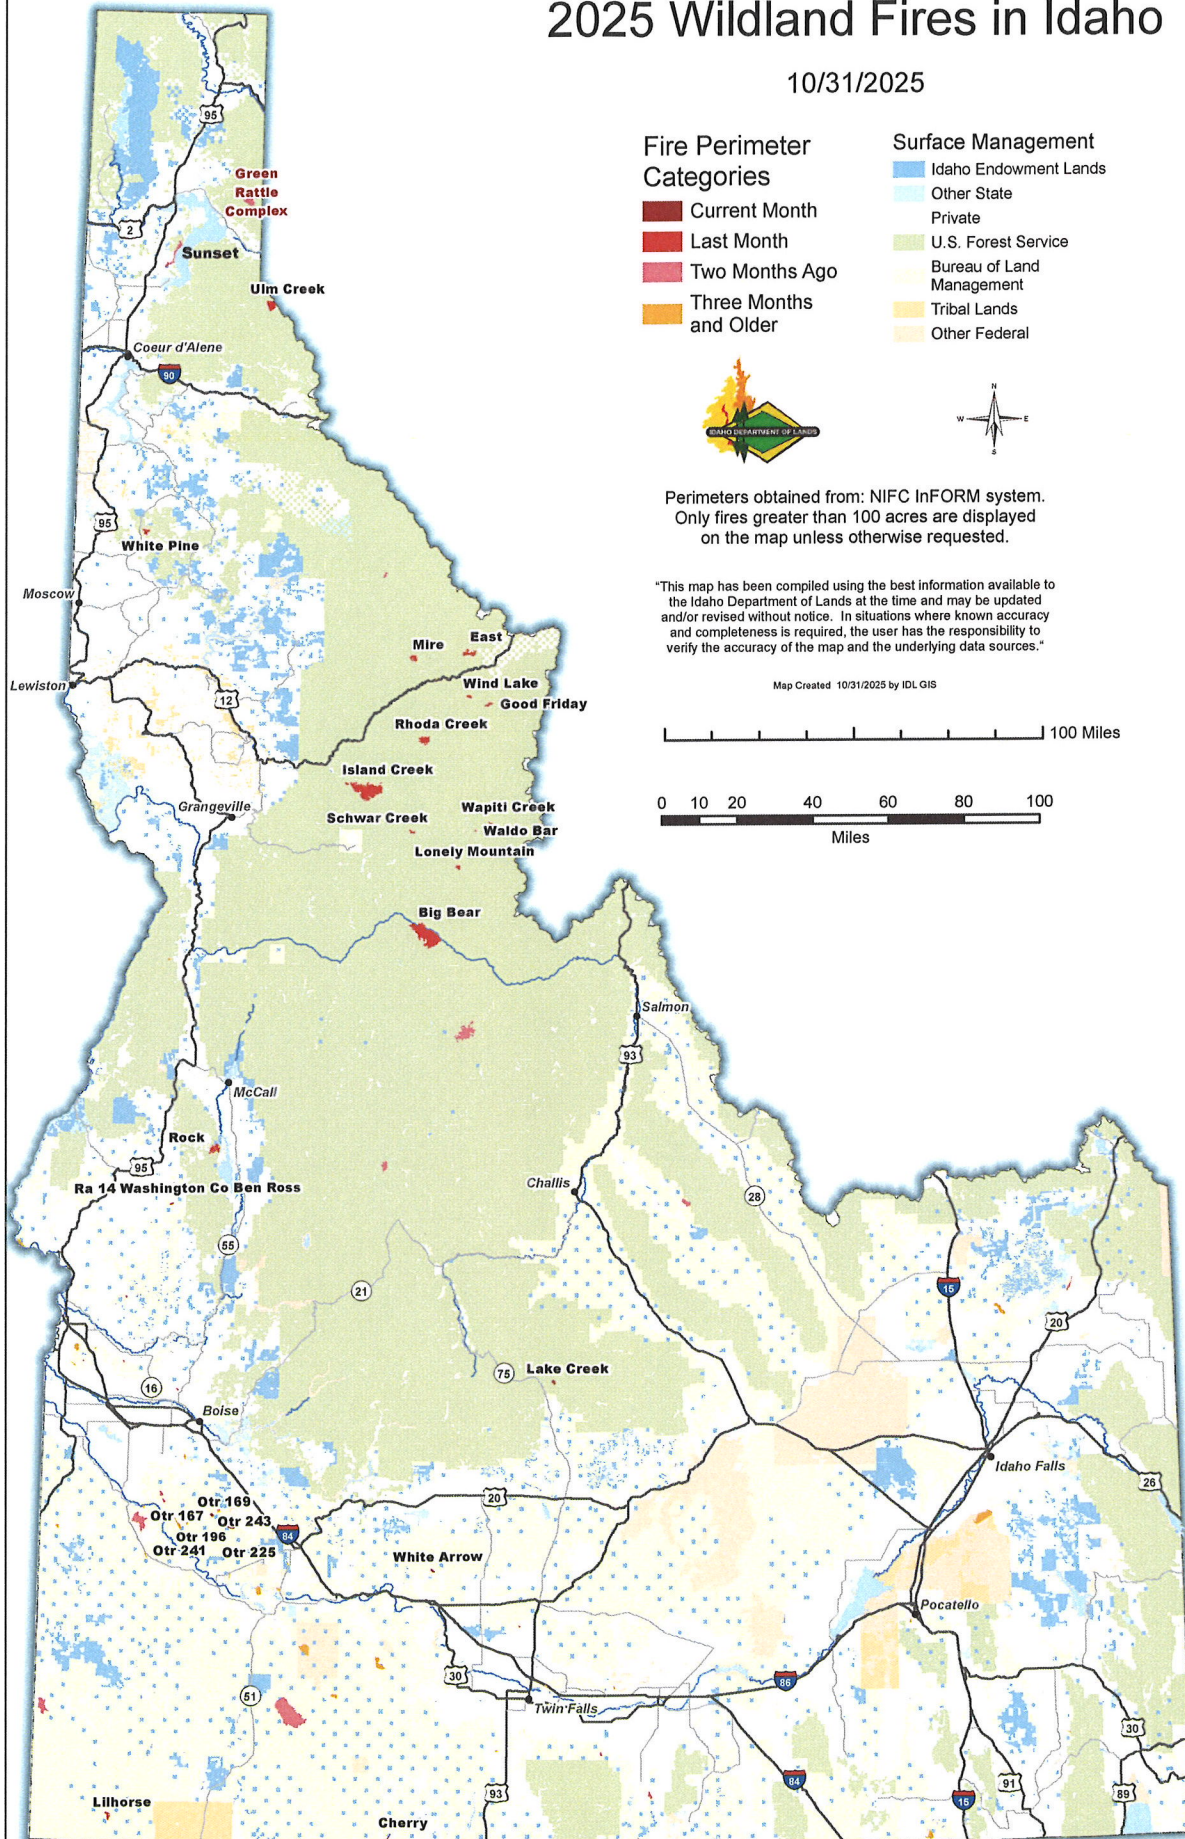 2025 Wildland Fires in Idaho
10/31/2025
Fire Perimeter
Categories
Current Month
Last Month
Two Months Ago
Three Months
and Older
Surface Management
Idaho Endowment Lands
Other State
Private
U.S. Forest Service
Bureau of Land
Management
Tribal Lands
Other Federal
IDAHO DEPARTMENT OF LANDS
N
W
E
S
Perimeters obtained from: NIFC InFORM system.
Only fires greater than 100 acres are displayed
on the map unless otherwise requested.
"This map has been compiled using the best information available to
the Idaho Department of Lands at the time and may be updated
and/or revised without notice. In situations where known accuracy
and completeness is required, the user has the responsibility to
verify the accuracy of the map and the underlying data sources."
Map Created 10/31/2025 by IDL GIS
100 Miles
0 10 20 40 60 80 100
Miles
95
Green
Rattle
Complex
2
Sunset
Ulm Creek
Coeur d'Alene
90
95
White Pine
Moscow
Mire
East
Lewiston
12
Wind Lake
Good Friday
Rhoda Creek
Island Creek
Grangeville
Wapiti Creek
Schwar Creek
Waldo Bar
Lonely Mountain
Big Bear
Salmon
93
McCall
Rock
95
Ra 14 Washington Co Ben Ross
Challis
28
55
21
15
20
75
Lake Creek
16
Boise
Idaho Falls
26
20
Otr 169
Otr 167
Otr 243
84
Otr 196
Otr 241
Otr 225
White Arrow
Pocatello
30
86
51
Twin Falls
30
84
93
91
89
15
Lilhorse
Cherry